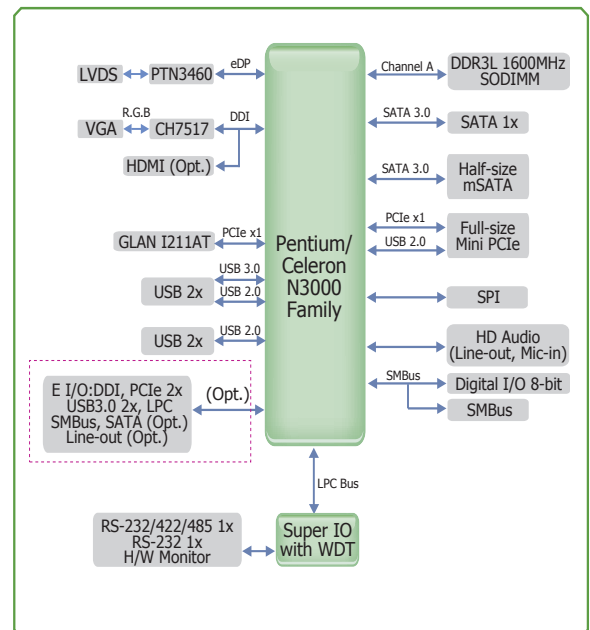 eDP
LVDS
PTN3460
R.G.B
DDI
VGA
CH7517
HDMI (Opt.)
PCIe x1
GLAN I211AT
USB 3.0
USB 2x
USB 2.0
USB 2.0
USB 2x
E I/O:DDI, PCIe 2x
USB3.0 2x, LPC
SMBus, SATA (Opt.)
Line-out (Opt.)
(Opt.)
Pentium/
Celeron
N3000
Family
Channel A
DDR3L 1600MHz
SODIMM
SATA 3.0
SATA 1x
SATA 3.0
Half-size
mSATA
PCIe x1
USB 2.0
Full-size
Mini PCIe
SPI
HD Audio
(Line-out, Mic-in)
SMBus
Digital I/O 8-bit
SMBus
LPC Bus
RS-232/422/485 1x
RS-232 1x
H/W Monitor
Super IO
with WDT